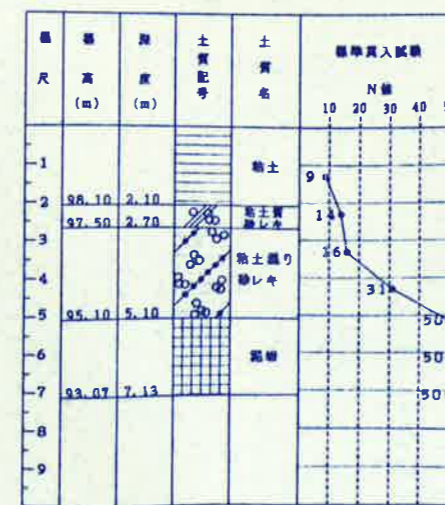 標尺 標高(m) 深度(m) 土質記号 土質名 標準貫入試験
N値
10 20 30 40 50
1 粘土 9
98.10 2.10
2 粘土質砂レキ 14
97.50 2.70
3 粘土混り砂レキ 16
4 31
95.10 5.10
5 50
6 泥岩 50
93.07 7.13
7 50
8
9